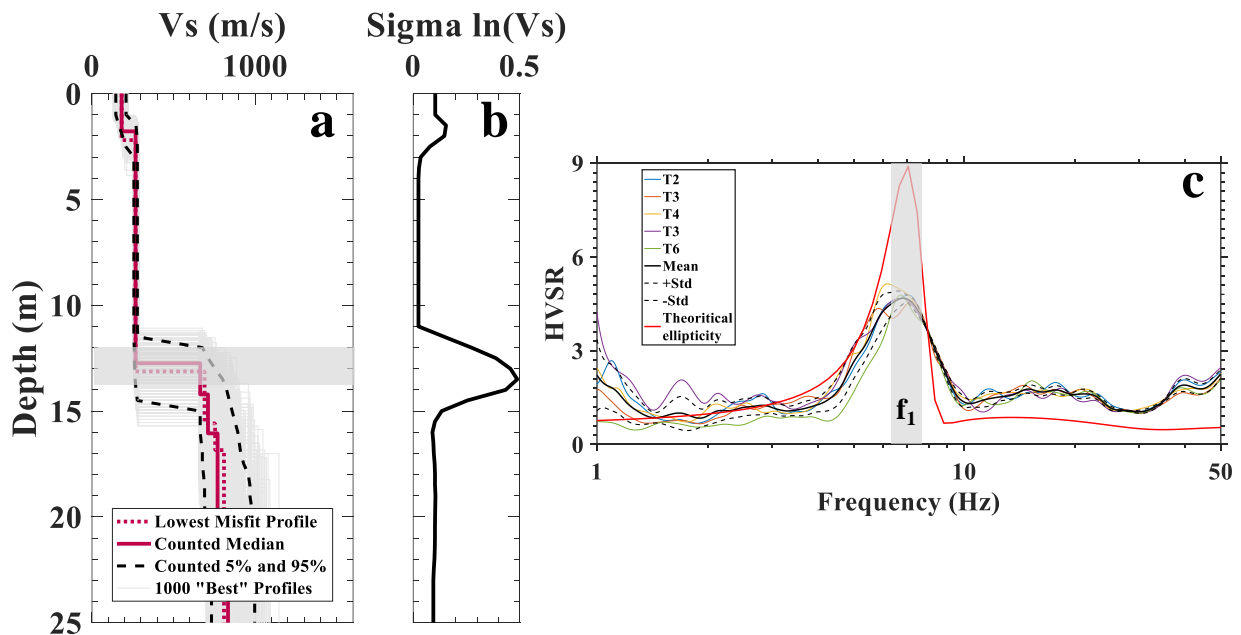 Vs (m/s)
0 1000
Sigma ln(Vs)
0 0.5
a
b
0
5
10
15
20
25
Depth (m)
Lowest Misfit Profile
Counted Median
Counted 5% and 95%
1000 "Best" Profiles
c
9
6
3
0
HVSR
T2
T3
T4
T3
T6
Mean
+Std
-Std
Theoritical
ellipticity
f1
1 10 50
Frequency (Hz)